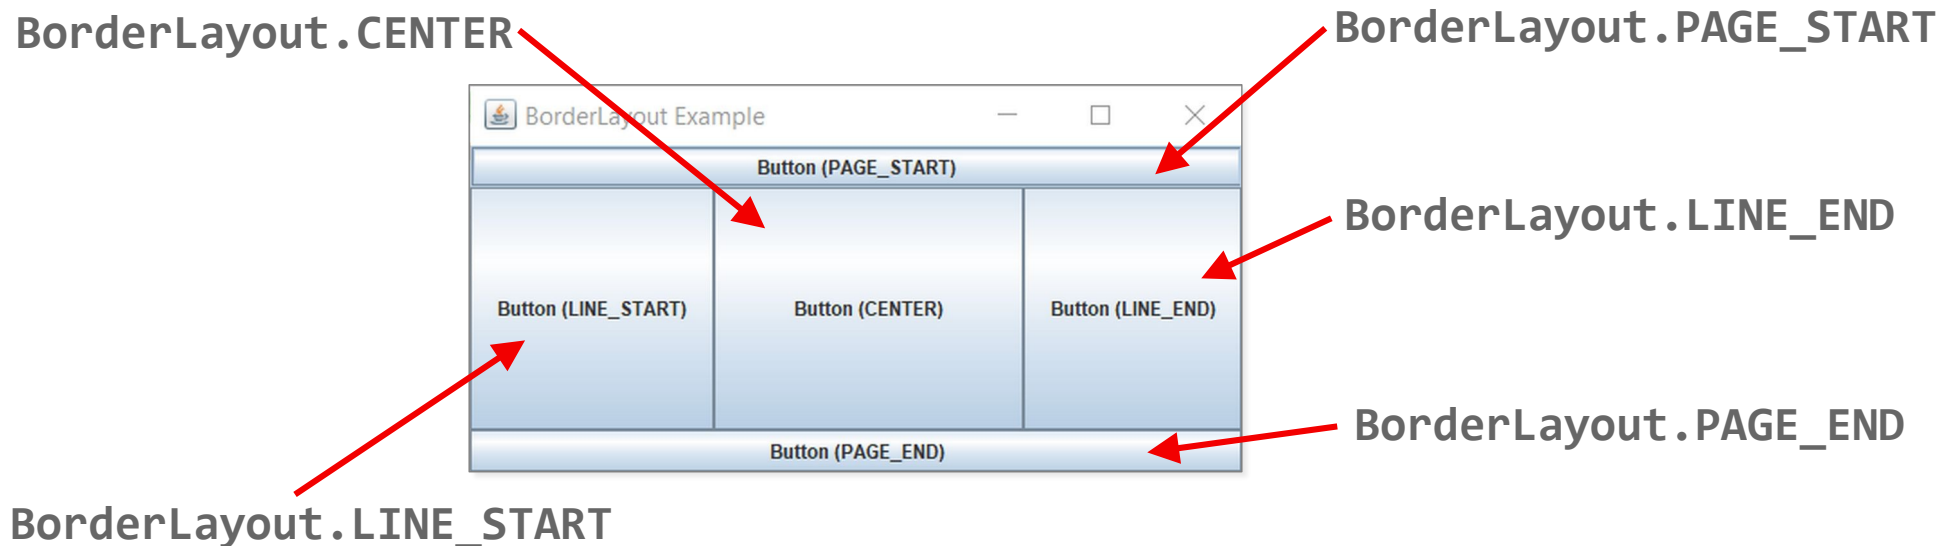 BorderLayout.CENTER
BorderLayout.PAGE_START
BorderLayout Example
Button (PAGE_START)
BorderLayout.LINE_END
Button (LINE_START)
Button (CENTER)
Button (LINE_END)
BorderLayout.PAGE_END
Button (PAGE_END)
BorderLayout.LINE_START